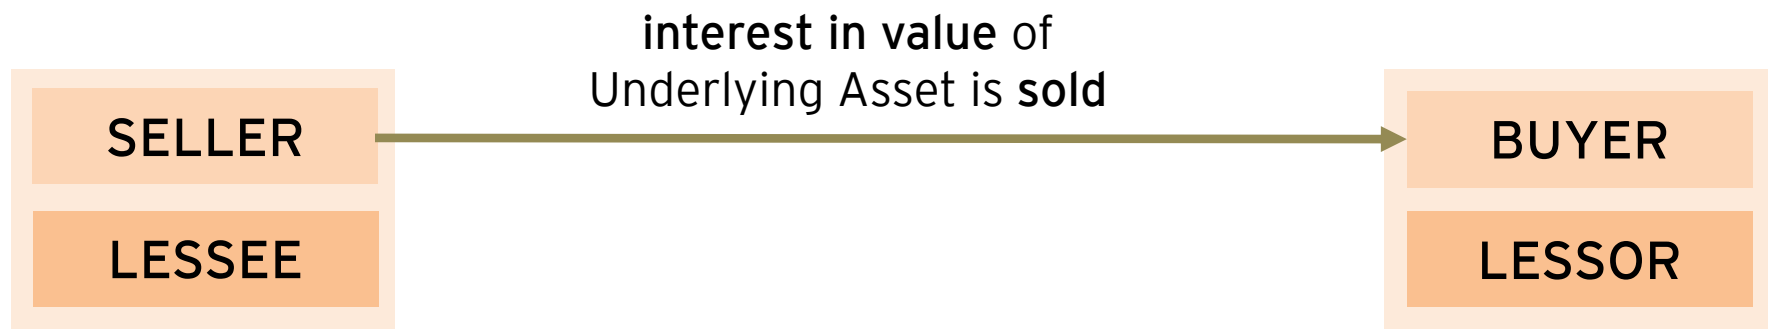 interest in value of
Underlying Asset is sold
SELLER
BUYER
LESSEE
LESSOR